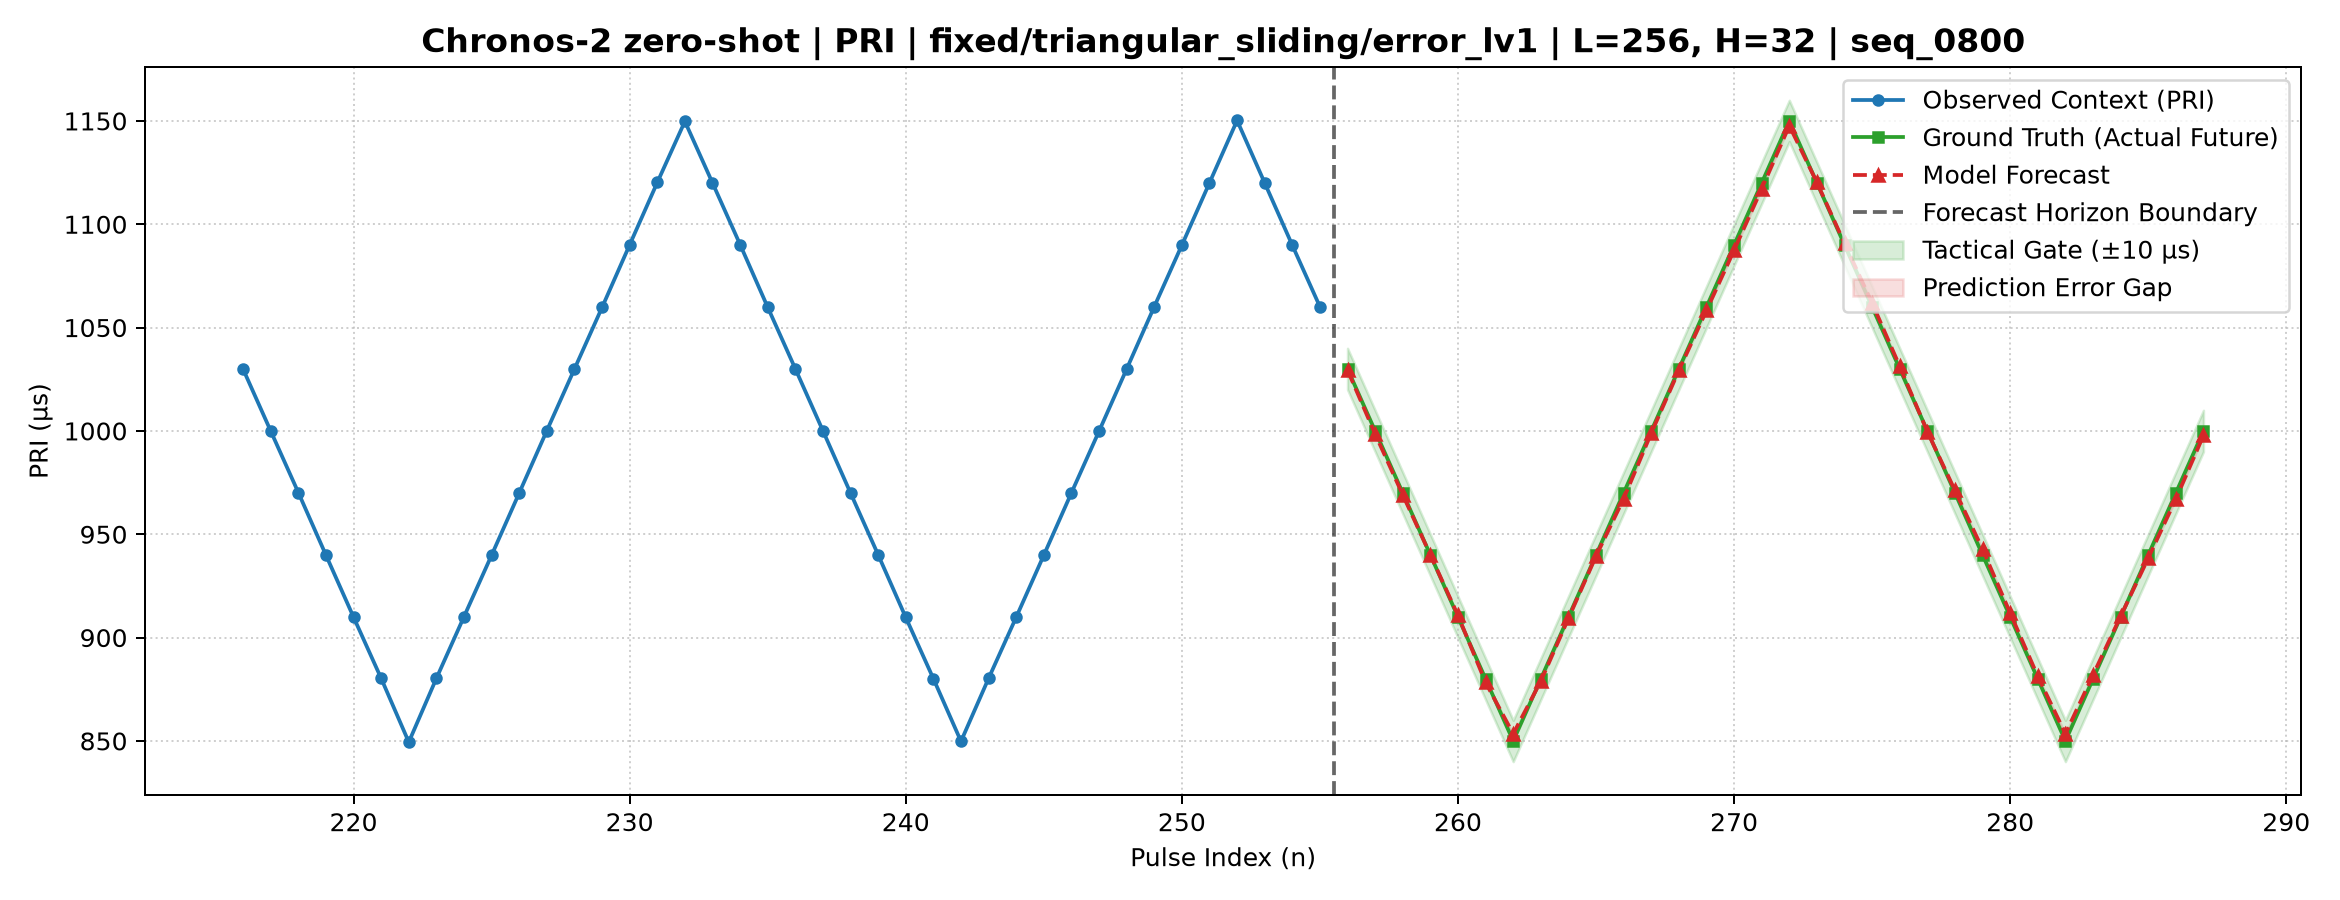 Chronos-2 zero-shot | PRI | fixed/triangular_sliding/error_lv1 | L=256, H=32 | seq_0800
Observed Context (PRI)
Ground Truth (Actual Future)
Model Forecast
Forecast Horizon Boundary
Tactical Gate (±10 µs)
Prediction Error Gap
PRI (µs)
1150
1100
1050
1000
950
900
850
220 230 240 250 260 270 280 290
Pulse Index (n)